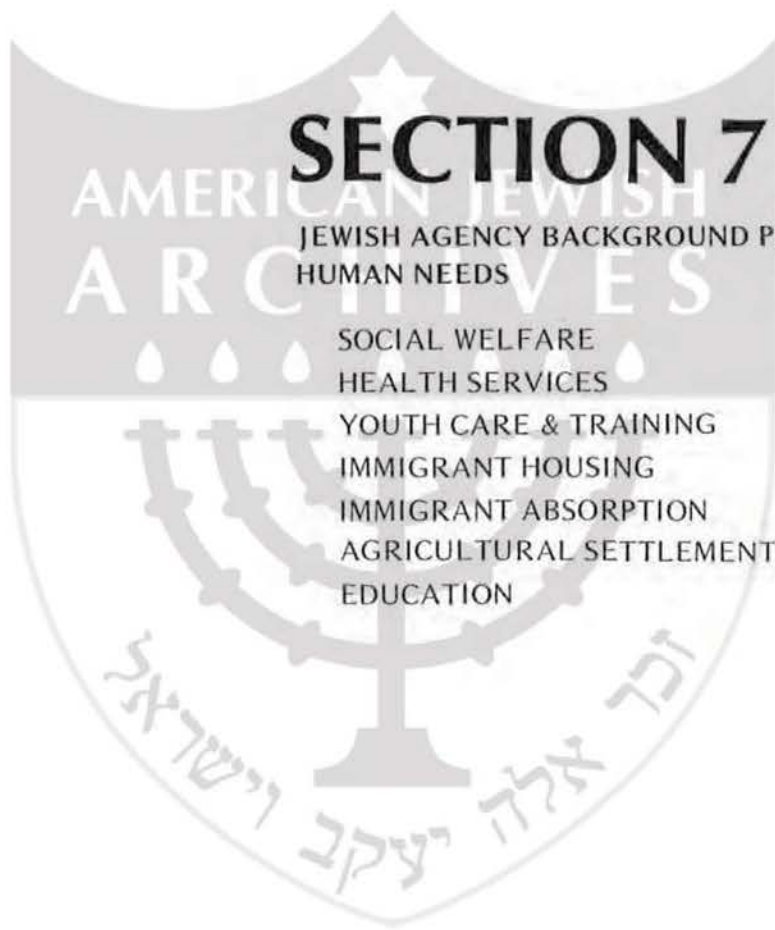 SECTION 7
AMERICAN JEWISH
ARCHIVES
JEWISH AGENCY BACKGROUND P
HUMAN NEEDS
SOCIAL WELFARE
HEALTH SERVICES
YOUTH CARE & TRAINING
IMMIGRANT HOUSING
IMMIGRANT ABSORPTION
AGRICULTURAL SETTLEMENT
EDUCATION
זכר אלה יעקב וישראל